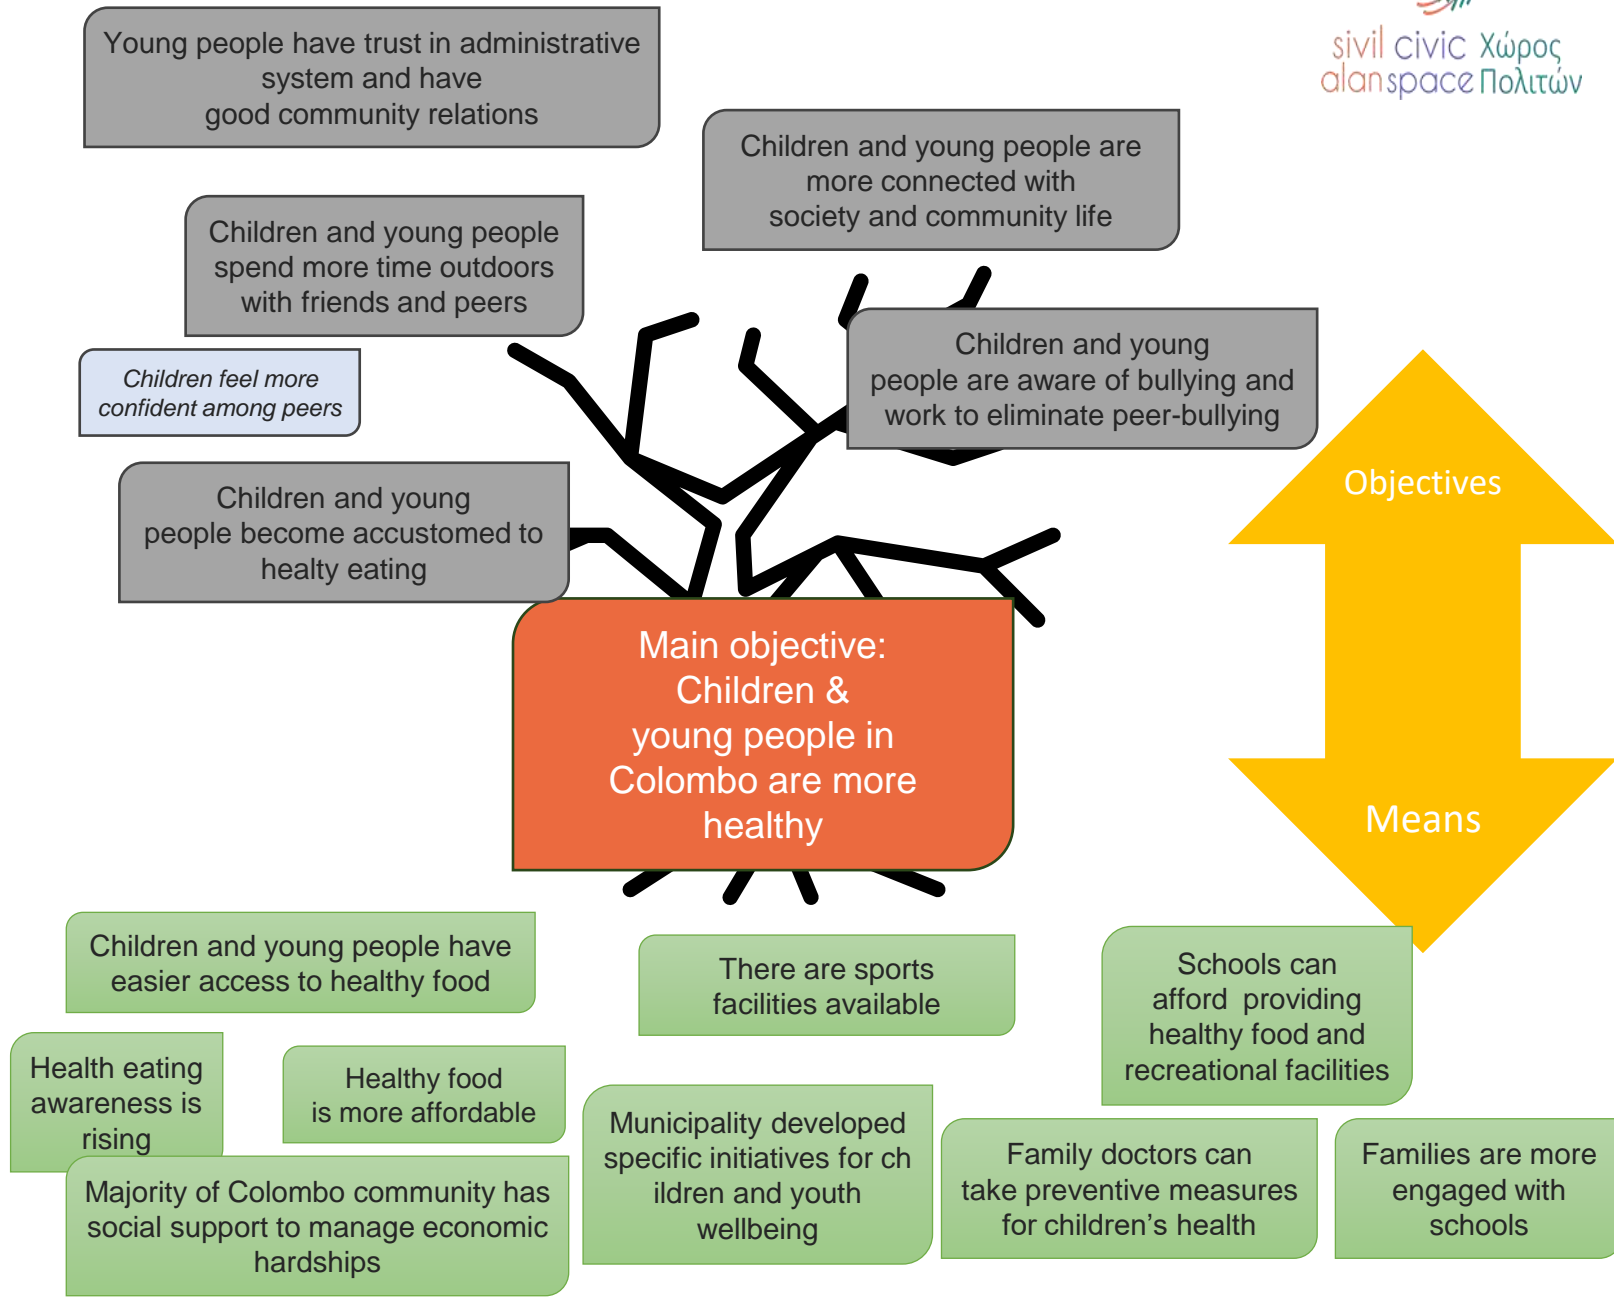 sivil civic Χώρος
alanspace Πολιτών
Young people have trust in administrative
system and have
good community relations
Children and young people are
more connected with
society and community life
Children and young people
spend more time outdoors
with friends and peers
Children and young
people are aware of bullying and
work to eliminate peer-bullying
Children feel more
confident among peers
Children and young
people become accustomed to
healty eating
Objectives
Main objective:
Children &
young people in
Colombo are more
healthy
Means
Children and young people have
easier access to healthy food
There are sports
facilities available
Schools can
afford  providing
healthy food and
recreational facilities
Health eating
awareness is
rising
Healthy food
is more affordable
Municipality developed
specific initiatives for ch
ildren and youth
wellbeing
Family doctors can
take preventive measures
for children’s health
Families are more
engaged with
schools
Majority of Colombo community has
social support to manage economic
hardships